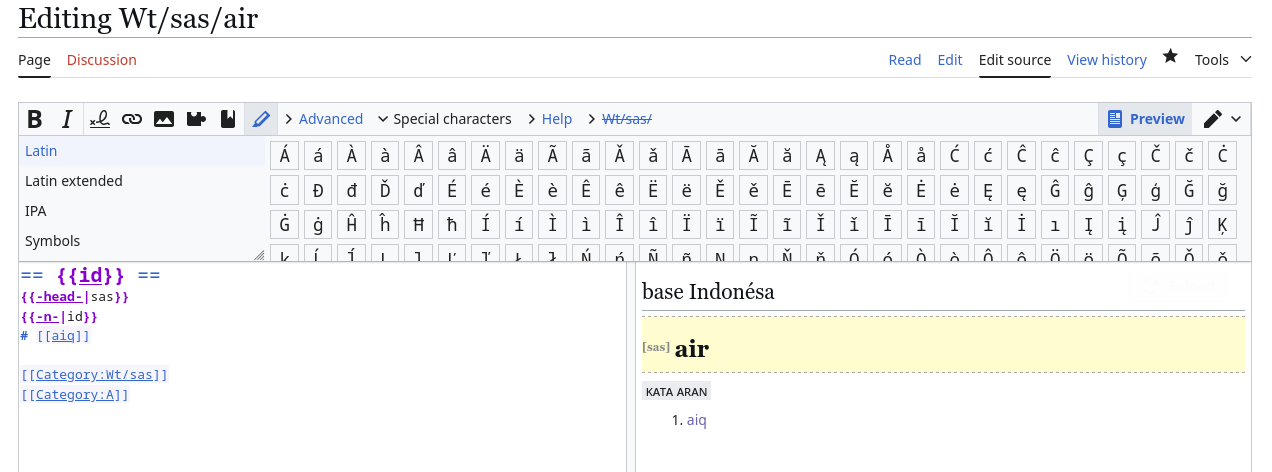 Editing Wt/sas/air
Page Discussion Read Edit Edit source View history Tools
B I Advanced Special characters Help Wt/sas/ Preview
Latin
Latin extended
IPA
Symbols
Á á À à Â â Ä ä Ã ã Ǎ ǎ Ā ā Ă ă Ą ą Å å Ć ć Ĉ ĉ Ç ç Č č Ċ
ċ Đ đ Ď ď É é È è Ê ê Ë ë Ě ě Ē ē Ĕ ĕ Ė ė Ę ę Ĝ ĝ Ģ ģ Ğ ğ
Ġ ġ Ĥ ĥ Ħ ħ Í í Ì ì Î î Ï ï Ĩ ĩ Ǐ ǐ Ī ī Ĭ ĭ İ ı Į į Ĵ ĵ Ķ
== {{id}} ==
{{-head-|sas}}
{{-n-|id}}
# [[aiq]]
[[Category:Wt/sas]]
[[Category:A]]
base Indonésa
[sas] air
KATA ARAN
1. aiq